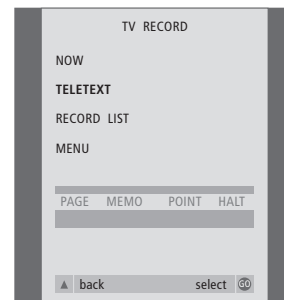 TV RECORD
NOW
TELETEXT
RECORD LIST
MENU
PAGE MEMO POINT HALT
▲ back select GO